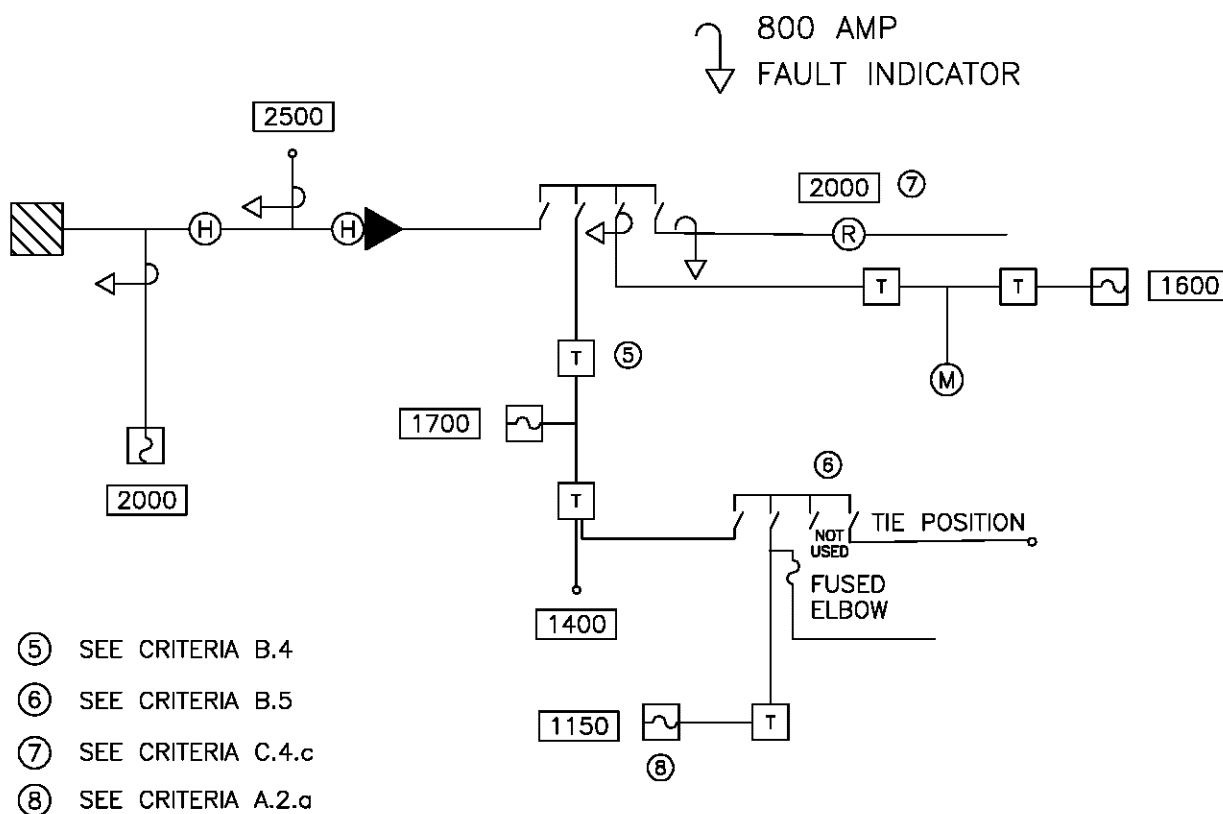 800 AMP
FAULT INDICATOR
2500
2000 7
H
H
R
T
T
1600
T 5
M
1700
6
2000
T
TIE POSITION
NOT
USED
FUSED
ELBOW
1400
5 SEE CRITERIA B.4
6 SEE CRITERIA B.5
1150
T
7 SEE CRITERIA C.4.c
8
8 SEE CRITERIA A.2.a